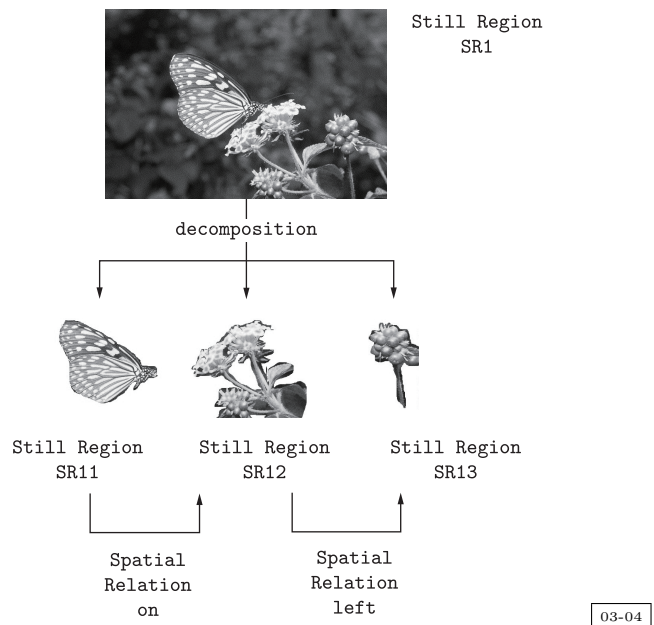 Still Region
SR1
decomposition
Still Region
SR11
Still Region
SR12
Still Region
SR13
Spatial
Relation
on
Spatial
Relation
left
03-04